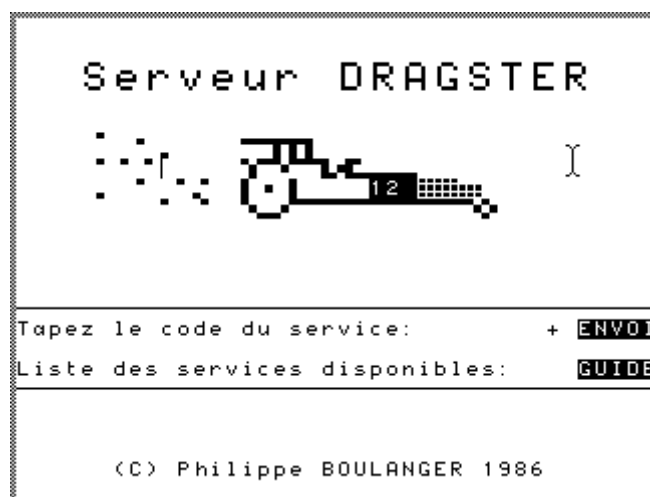 Serveur DRAGSTER
12
Tapez le code du service: + ENVOI
Liste des services disponibles: GUIDE
(C) Philippe BOULANGER 1986